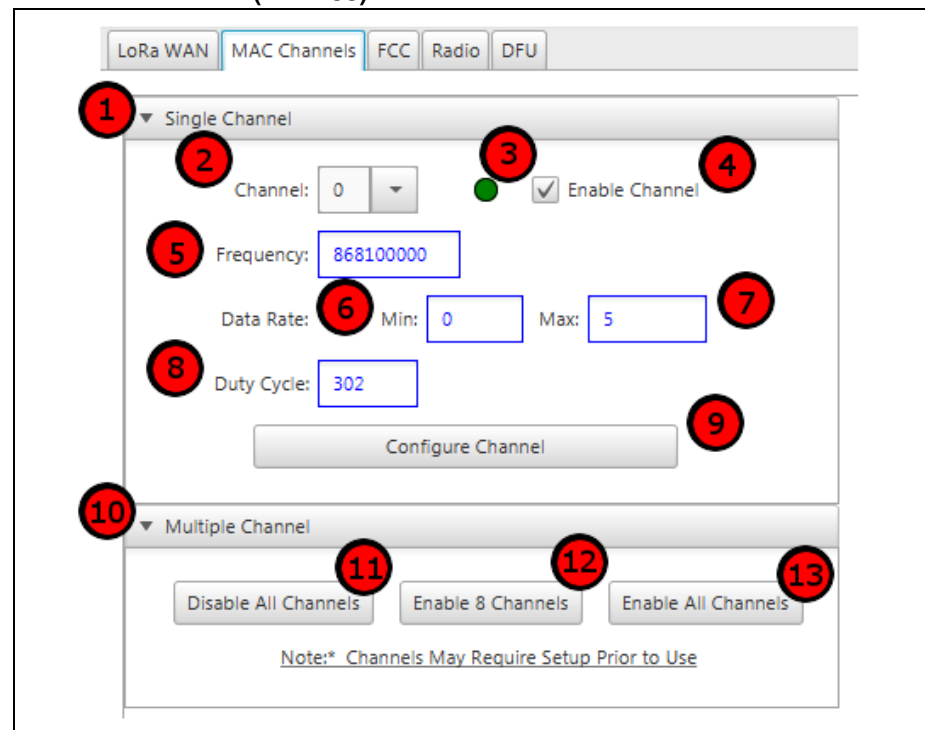 LoRa WAN MAC Channels FCC Radio DFU
1 Single Channel
2 3 4
Channel: 0 Enable Channel
5 Frequency: 868100000
Data Rate: 6 Min: 0 Max: 5 7
8 Duty Cycle: 302
Configure Channel 9
10 Multiple Channel
11 12 13
Disable All Channels Enable 8 Channels Enable All Channels
Note:* Channels May Require Setup Prior to Use